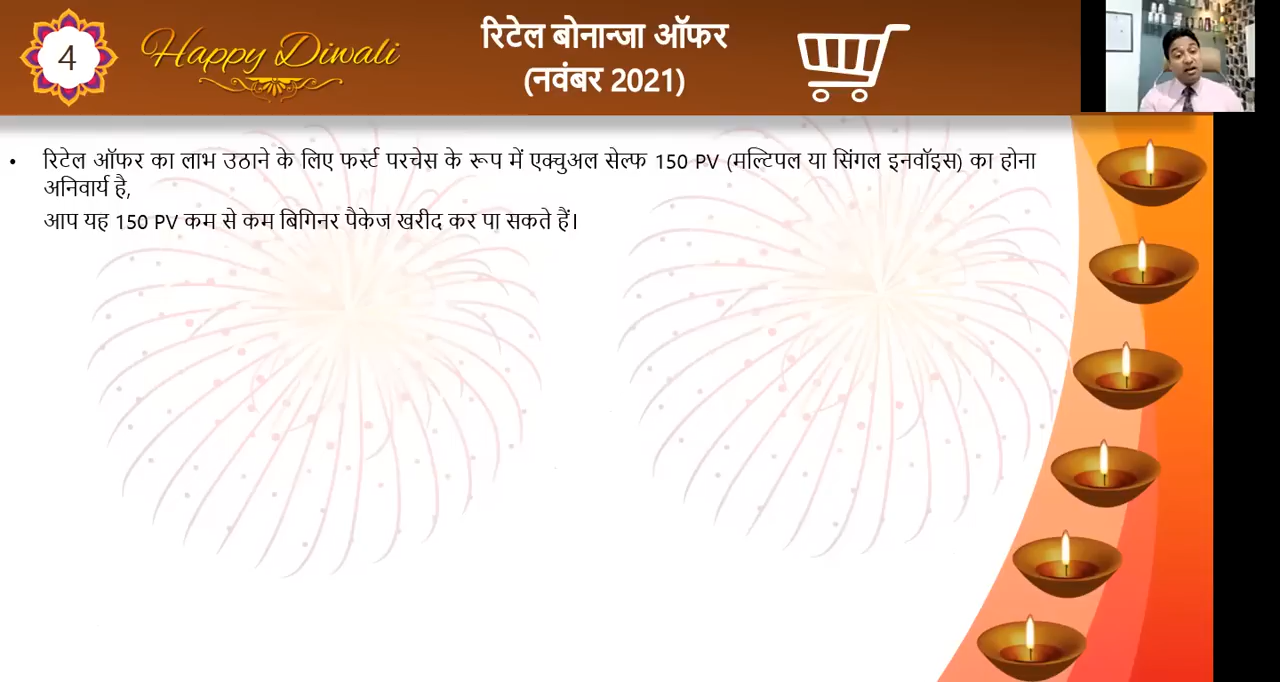 4
Happy Diwali
रिटेल बोनान्जा ऑफर
(नवंबर 2021)
• रिटेल ऑफर का लाभ उठाने के लिए फर्स्ट परचेस के रूप में एक्चुअल सेल्फ 150 PV (मल्टिपल या सिंगल इनवॉइस) का होना
अनिवार्य है,
आप यह 150 PV कम से कम बिगिनर पैकेज खरीद कर पा सकते हैं।